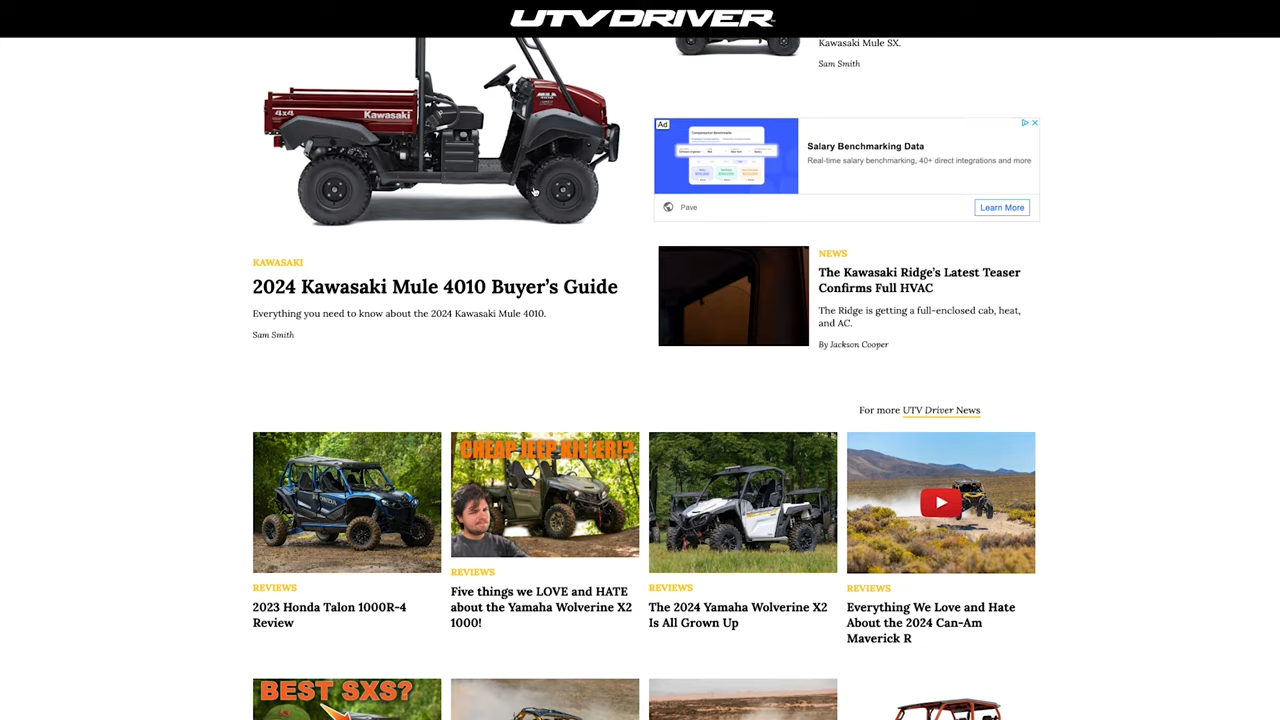 UTVDRIVER
Kawasaki Mule SX.
Sam Smith
4x4
Kawasaki
MULE
Ad
Salary Benchmarking Data
Real-time salary benchmarking, 40+ direct integrations and more
Pave
Learn More
KAWASAKI
2024 Kawasaki Mule 4010 Buyer’s Guide
Everything you need to know about the 2024 Kawasaki Mule 4010.
Sam Smith
NEWS
The Kawasaki Ridge’s Latest Teaser
Confirms Full HVAC
The Ridge is getting a full-enclosed cab, heat,
and AC.
By Jackson Cooper
For more UTV Driver News
HONDA
CHEAP JEEP KILLER!?
REVIEWS
2023 Honda Talon 1000R-4
Review
REVIEWS
Five things we LOVE and HATE
about the Yamaha Wolverine X2
1000!
REVIEWS
The 2024 Yamaha Wolverine X2
Is All Grown Up
REVIEWS
Everything We Love and Hate
About the 2024 Can-Am
Maverick R
BEST SXS?